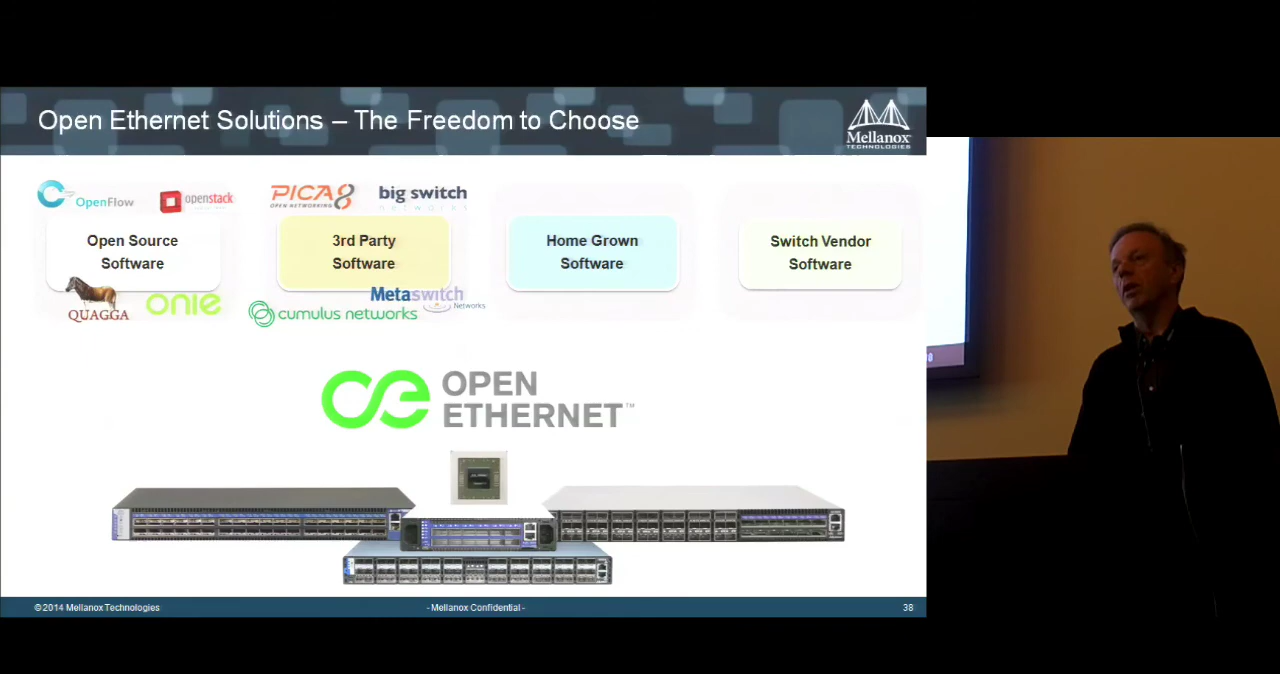 Open Ethernet Solutions – The Freedom to Choose
Mellanox
TECHNOLOGIES
OpenFlow
openstack
PICA8
OPEN NETWORKING
big switch
networks
Open Source
Software
3rd Party
Software
Home Grown
Software
Switch Vendor
Software
QUAGGA
onie
Metaswitch
Networks
cumulus networks
OPEN
ETHERNET™
©2014 Mellanox Technologies
- Mellanox Confidential -
38